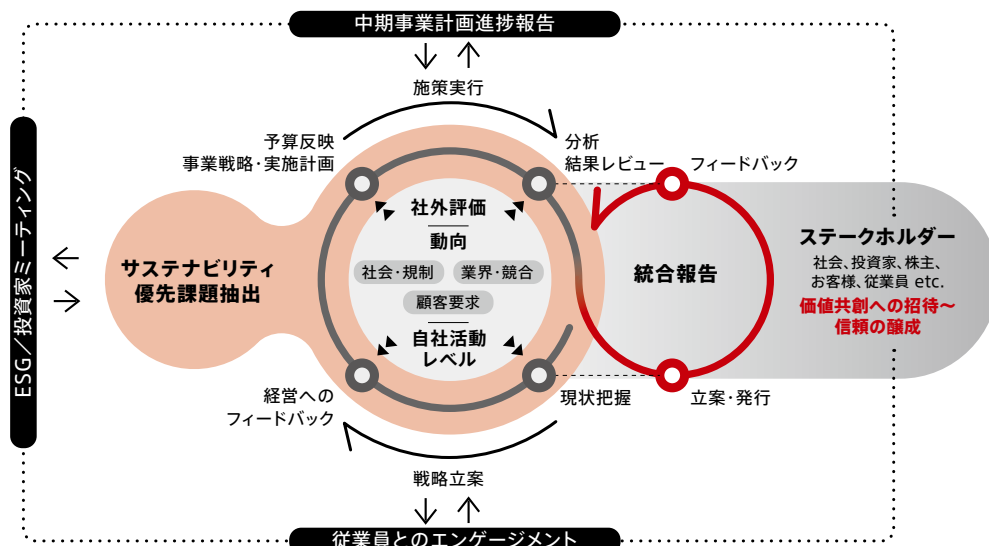 中期事業計画進捗報告
施策実行
予算反映
事業戦略・実施計画
分析
結果レビュー
フィードバック
ESG/投資家ミーティング
サステナビリティ
優先課題抽出
社外評価
動向
社会・規制
業界・競合
顧客要求
自社活動
レベル
統合報告
ステークホルダー
社会、投資家、株主、
お客様、従業員 etc.
価値共創への招待〜
信頼の醸成
経営への
フィードバック
現状把握
立案・発行
戦略立案
従業員とのエンゲージメント